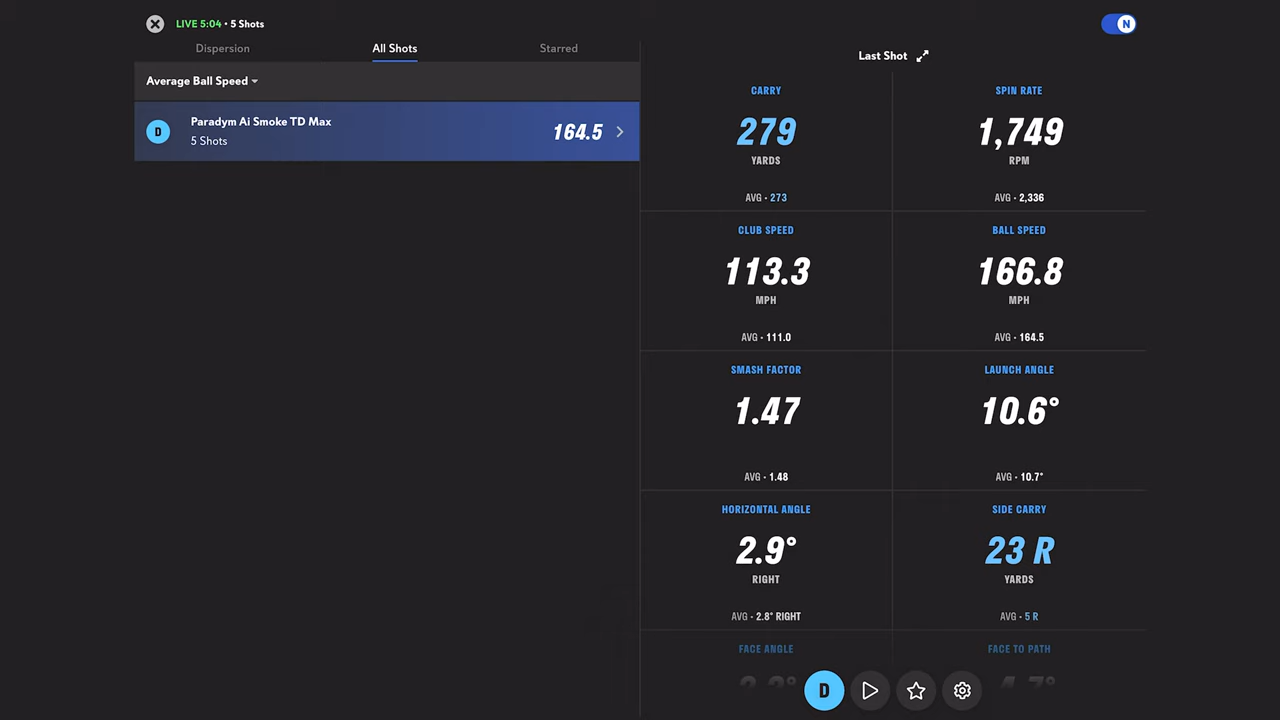 LIVE 5:04 • 5 Shots
N
Dispersion
All Shots
Starred
Average Ball Speed
D
Paradym Ai Smoke TD Max
5 Shots
164.5
Last Shot
CARRY
279
YARDS
AVG • 273
SPIN RATE
1,749
RPM
AVG • 2,336
CLUB SPEED
113.3
MPH
AVG • 111.0
BALL SPEED
166.8
MPH
AVG • 164.5
SMASH FACTOR
1.47
AVG • 1.48
LAUNCH ANGLE
10.6°
AVG • 10.7°
HORIZONTAL ANGLE
2.9°
RIGHT
AVG • 2.8° RIGHT
SIDE CARRY
23 R
YARDS
AVG • 5 R
FACE ANGLE
FACE TO PATH
D